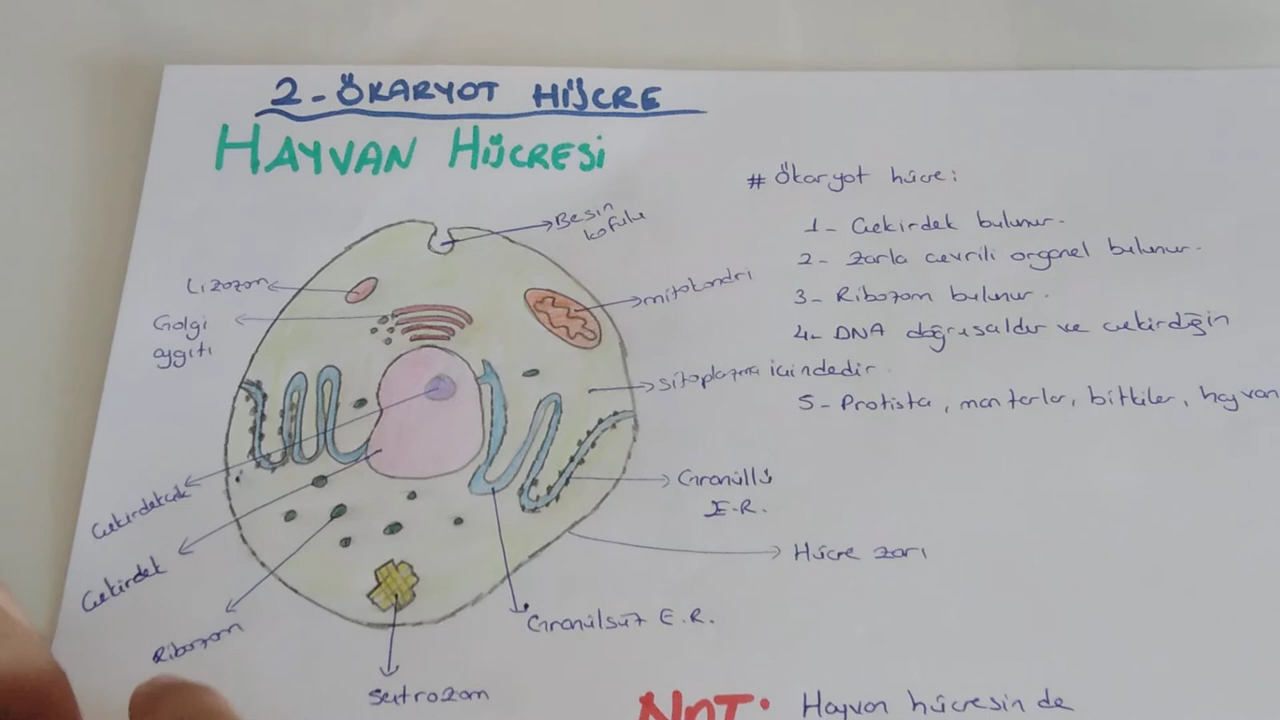 2- ÖKARYOT HÜCRE
HAYVAN HÜCRESİ
# Ökaryot hücre:
1- Çekirdek bulunur.
2- Zarla çevrili organel bulunur.
3- Ribozom bulunur.
4- DNA doğrusaldır ve çekirdeğin
içindedir.
5- Protista, mantarlar, bitkiler, hayvan
Besin
kofulu
Lizozom
mitokondri
Golgi
aygıtı
sitoplazma
Çekirdekçik
Granüllü
E.R.
Çekirdek
Hücre zarı
Ribozom
Granülsüz E.R.
Sentrozom
NOT: Hayvan hücresin de